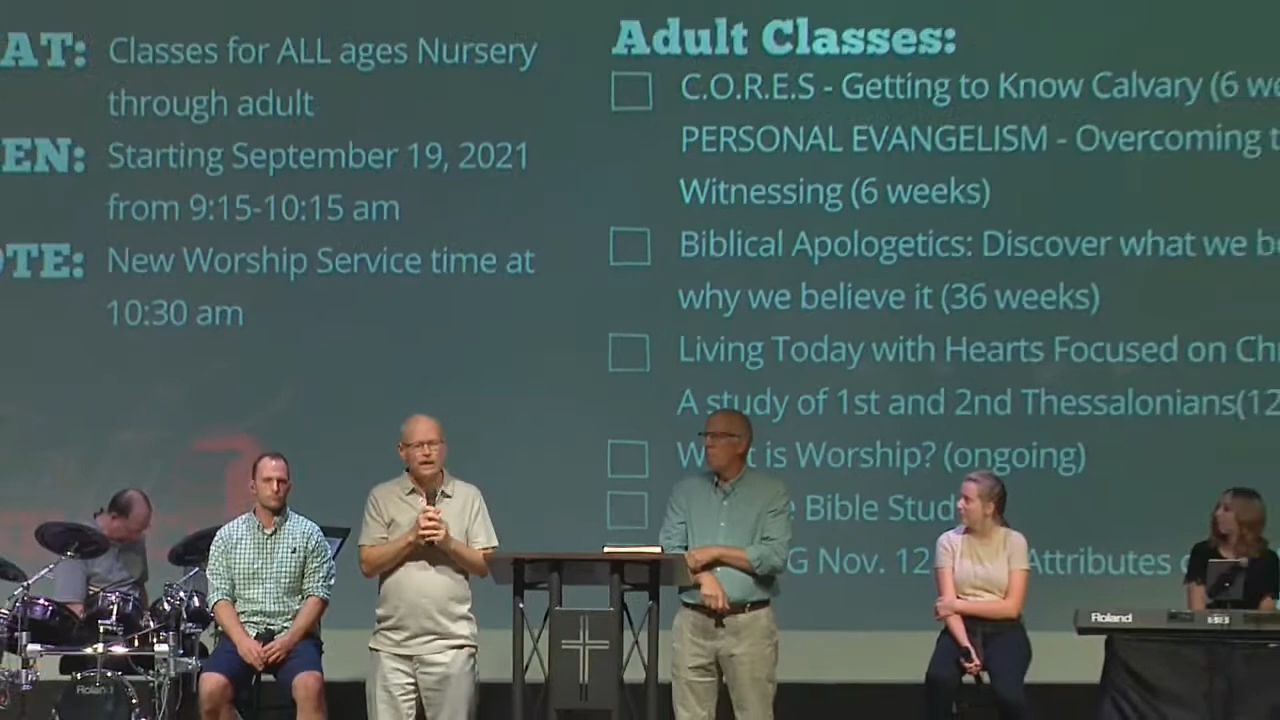 AT: Classes for ALL ages Nursery
through adult
EN: Starting September 19, 2021
from 9:15-10:15 am
OTE: New Worship Service time at
10:30 am
Adult Classes:
C.O.R.E.S - Getting to Know Calvary (6 we
PERSONAL EVANGELISM - Overcoming t
Witnessing (6 weeks)
Biblical Apologetics: Discover what we b
why we believe it (36 weeks)
Living Today with Hearts Focused on Chr
A study of 1st and 2nd Thessalonians(12
is Worship? (ongoing)
Bible Stud
G Nov. 12 Attributes
Roland
Roland